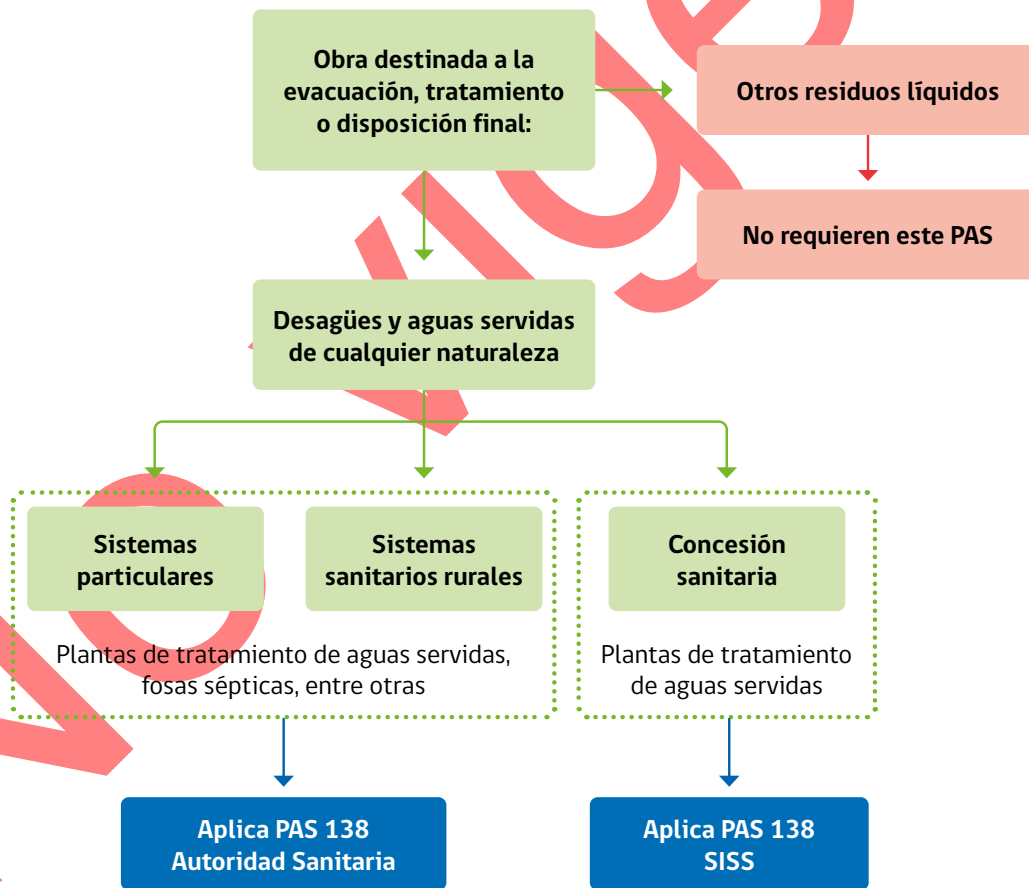 Obra destinada a la
evacuación, tratamiento
o disposición final:
Otros residuos líquidos
No requieren este PAS
Desagües y aguas servidas
de cualquier naturaleza
Sistemas
particulares
Sistemas
sanitarios rurales
Concesión
sanitaria
Plantas de tratamiento de aguas servidas,
fosas sépticas, entre otras
Plantas de tratamiento
de aguas servidas
Aplica PAS 138
Autoridad Sanitaria
Aplica PAS 138
SISS